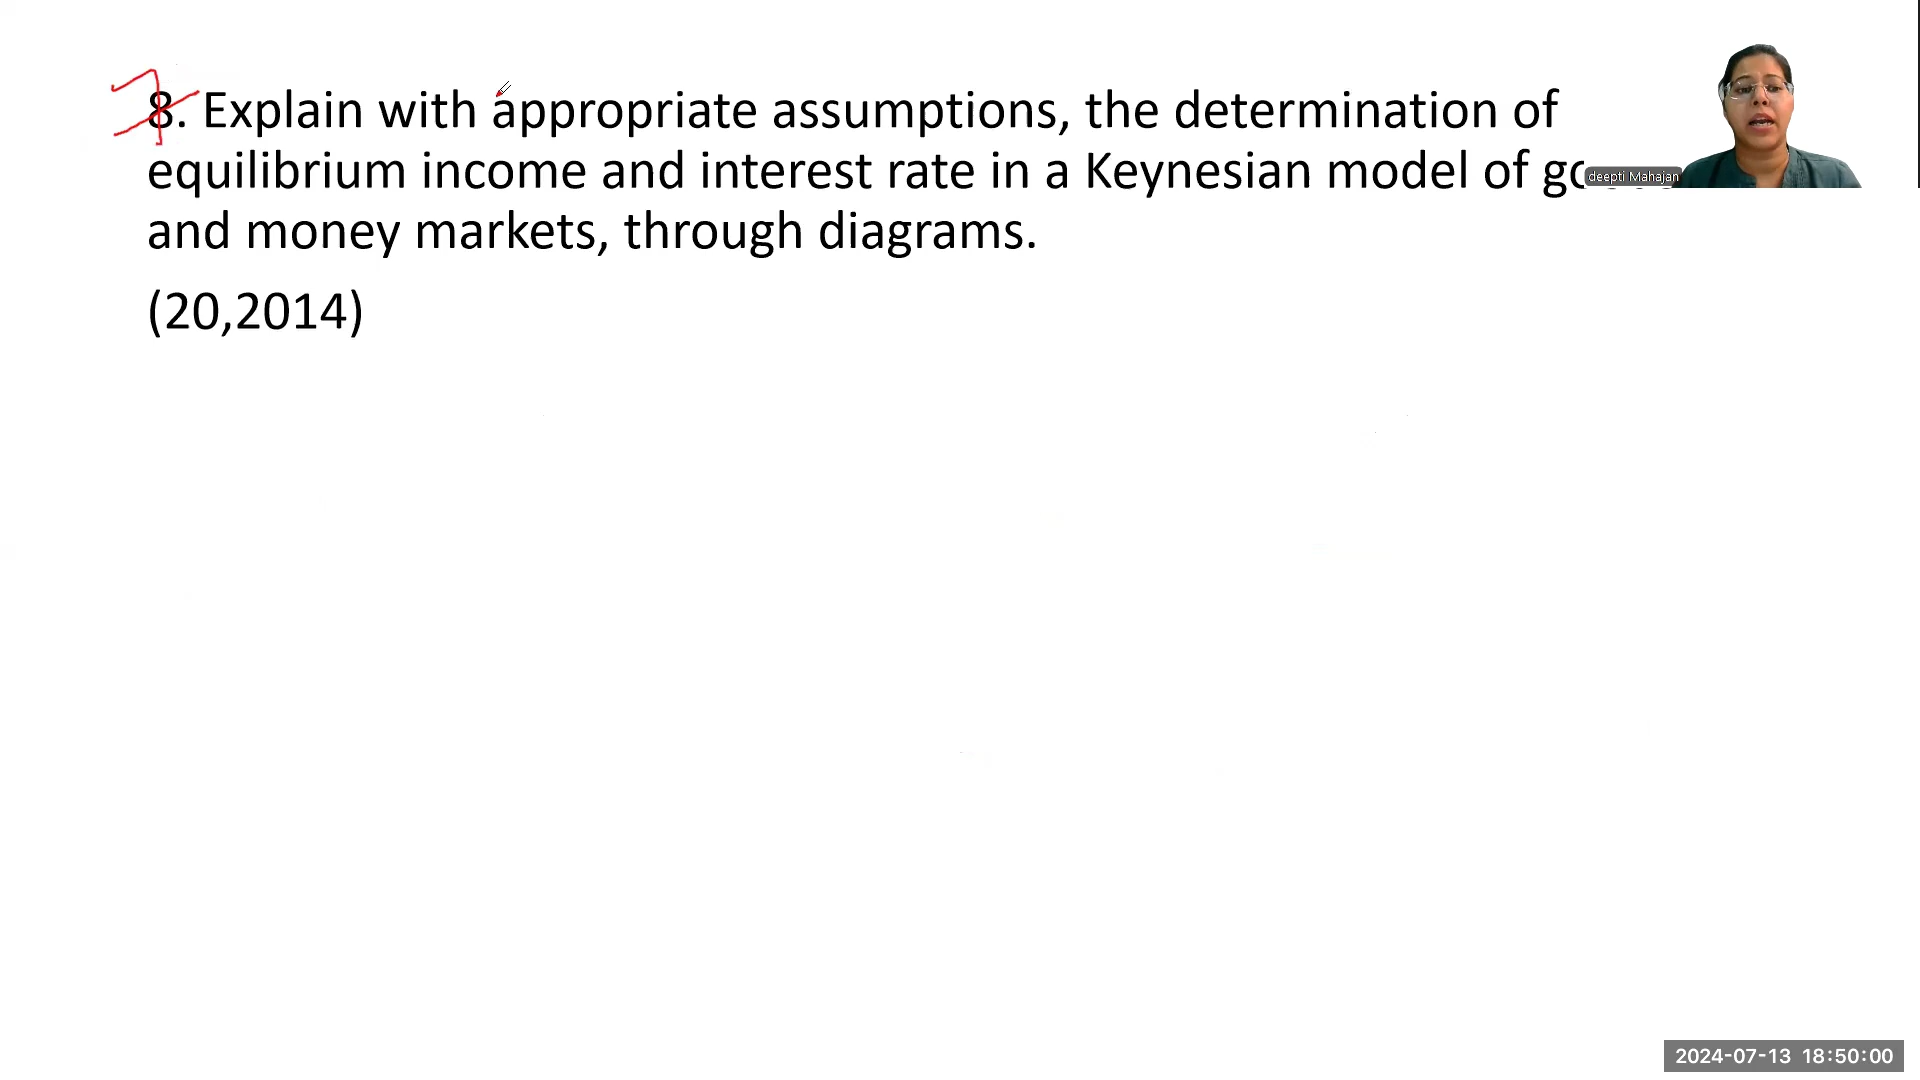 7
8. Explain with appropriate assumptions, the determination of
equilibrium income and interest rate in a Keynesian model of
and money markets, through diagrams.
(20,2014)
deepti Mahajan
2024-07-13 18:50:00